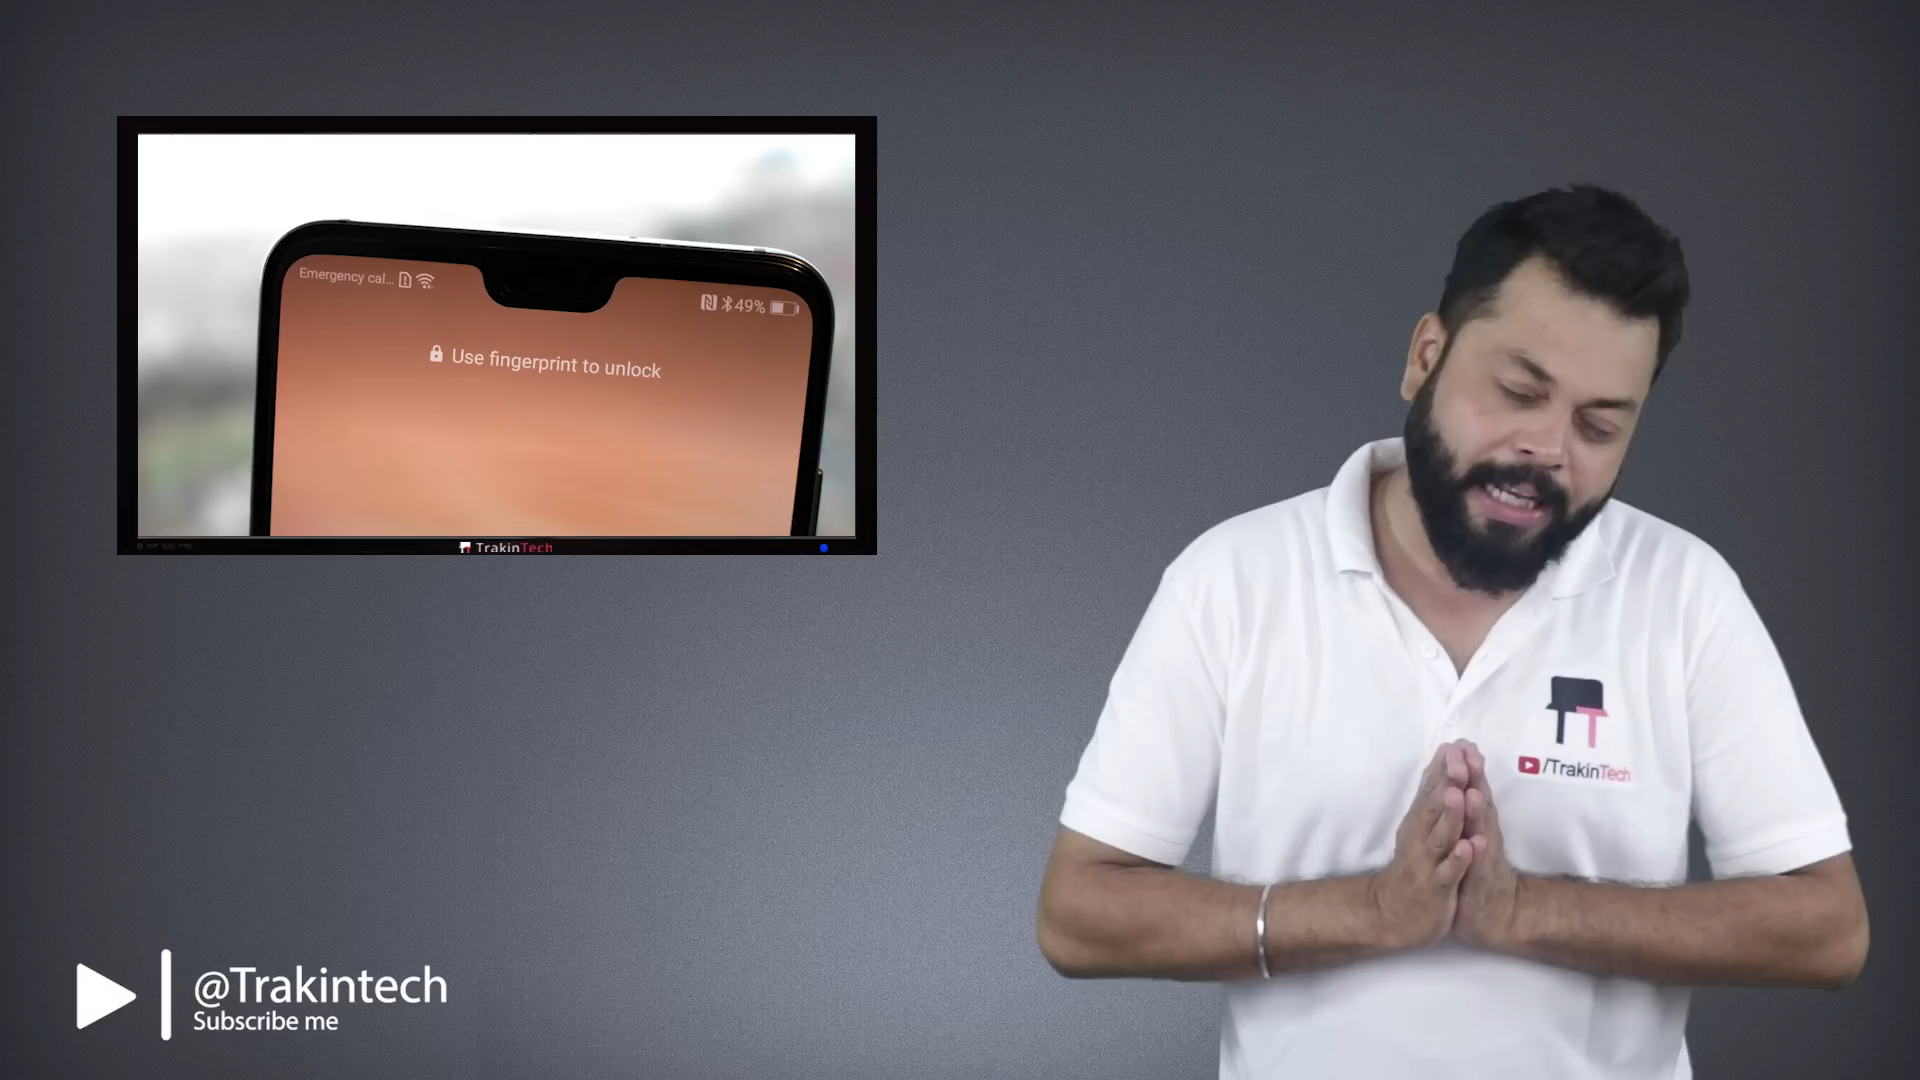 Emergency cal...
49%
Use fingerprint to unlock
TrakinTech
/TrakinTech
@Trakintech
Subscribe me